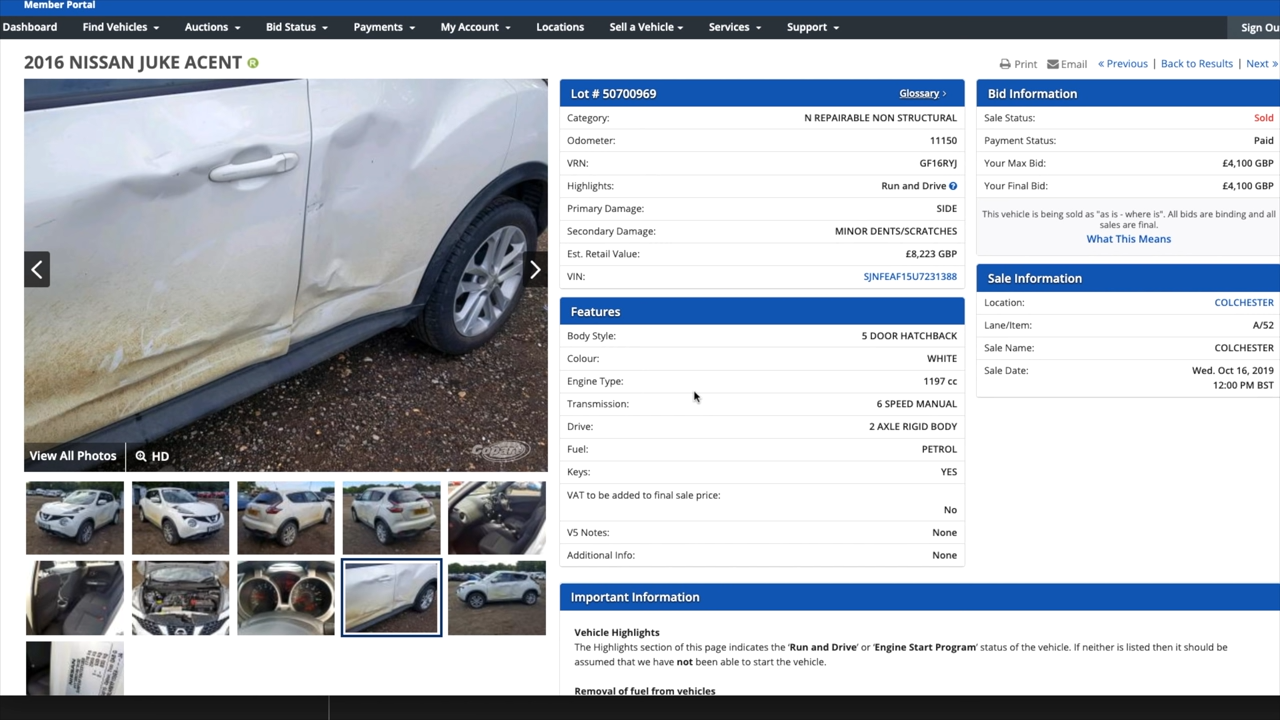 Member Portal
Dashboard Find Vehicles Auctions Bid Status Payments My Account Locations Sell a Vehicle Services Support Sign Ou
2016 NISSAN JUKE ACENT R
Print Email « Previous | Back to Results | Next »
Lot # 50700969 Glossary ›
Category: N REPAIRABLE NON STRUCTURAL
Odometer: 11150
VRN: GF16RYJ
Highlights: Run and Drive ?
Primary Damage: SIDE
Secondary Damage: MINOR DENTS/SCRATCHES
Est. Retail Value: £8,223 GBP
VIN: SJNFEAF15U7231388
Features
Body Style: 5 DOOR HATCHBACK
Colour: WHITE
Engine Type: 1197 cc
Transmission: 6 SPEED MANUAL
Drive: 2 AXLE RIGID BODY
Fuel: PETROL
Keys: YES
VAT to be added to final sale price:
No
V5 Notes: None
Additional Info: None
Bid Information
Sale Status: Sold
Payment Status: Paid
Your Max Bid: £4,100 GBP
Your Final Bid: £4,100 GBP
This vehicle is being sold as "as is - where is". All bids are binding and all
sales are final.
What This Means
Sale Information
Location: COLCHESTER
Lane/Item: A/52
Sale Name: COLCHESTER
Sale Date: Wed. Oct 16, 2019
12:00 PM BST
Copart
View All Photos HD
Important Information
Vehicle Highlights
The Highlights section of this page indicates the 'Run and Drive' or 'Engine Start Program' status of the vehicle. If neither is listed then it should be
assumed that we have not been able to start the vehicle.
Removal of fuel from vehicles